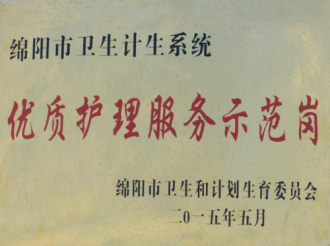 绵阳市卫生计生系统
优质护理服务示范岗
绵阳市卫生和计划生育委员会
二〇一五年五月